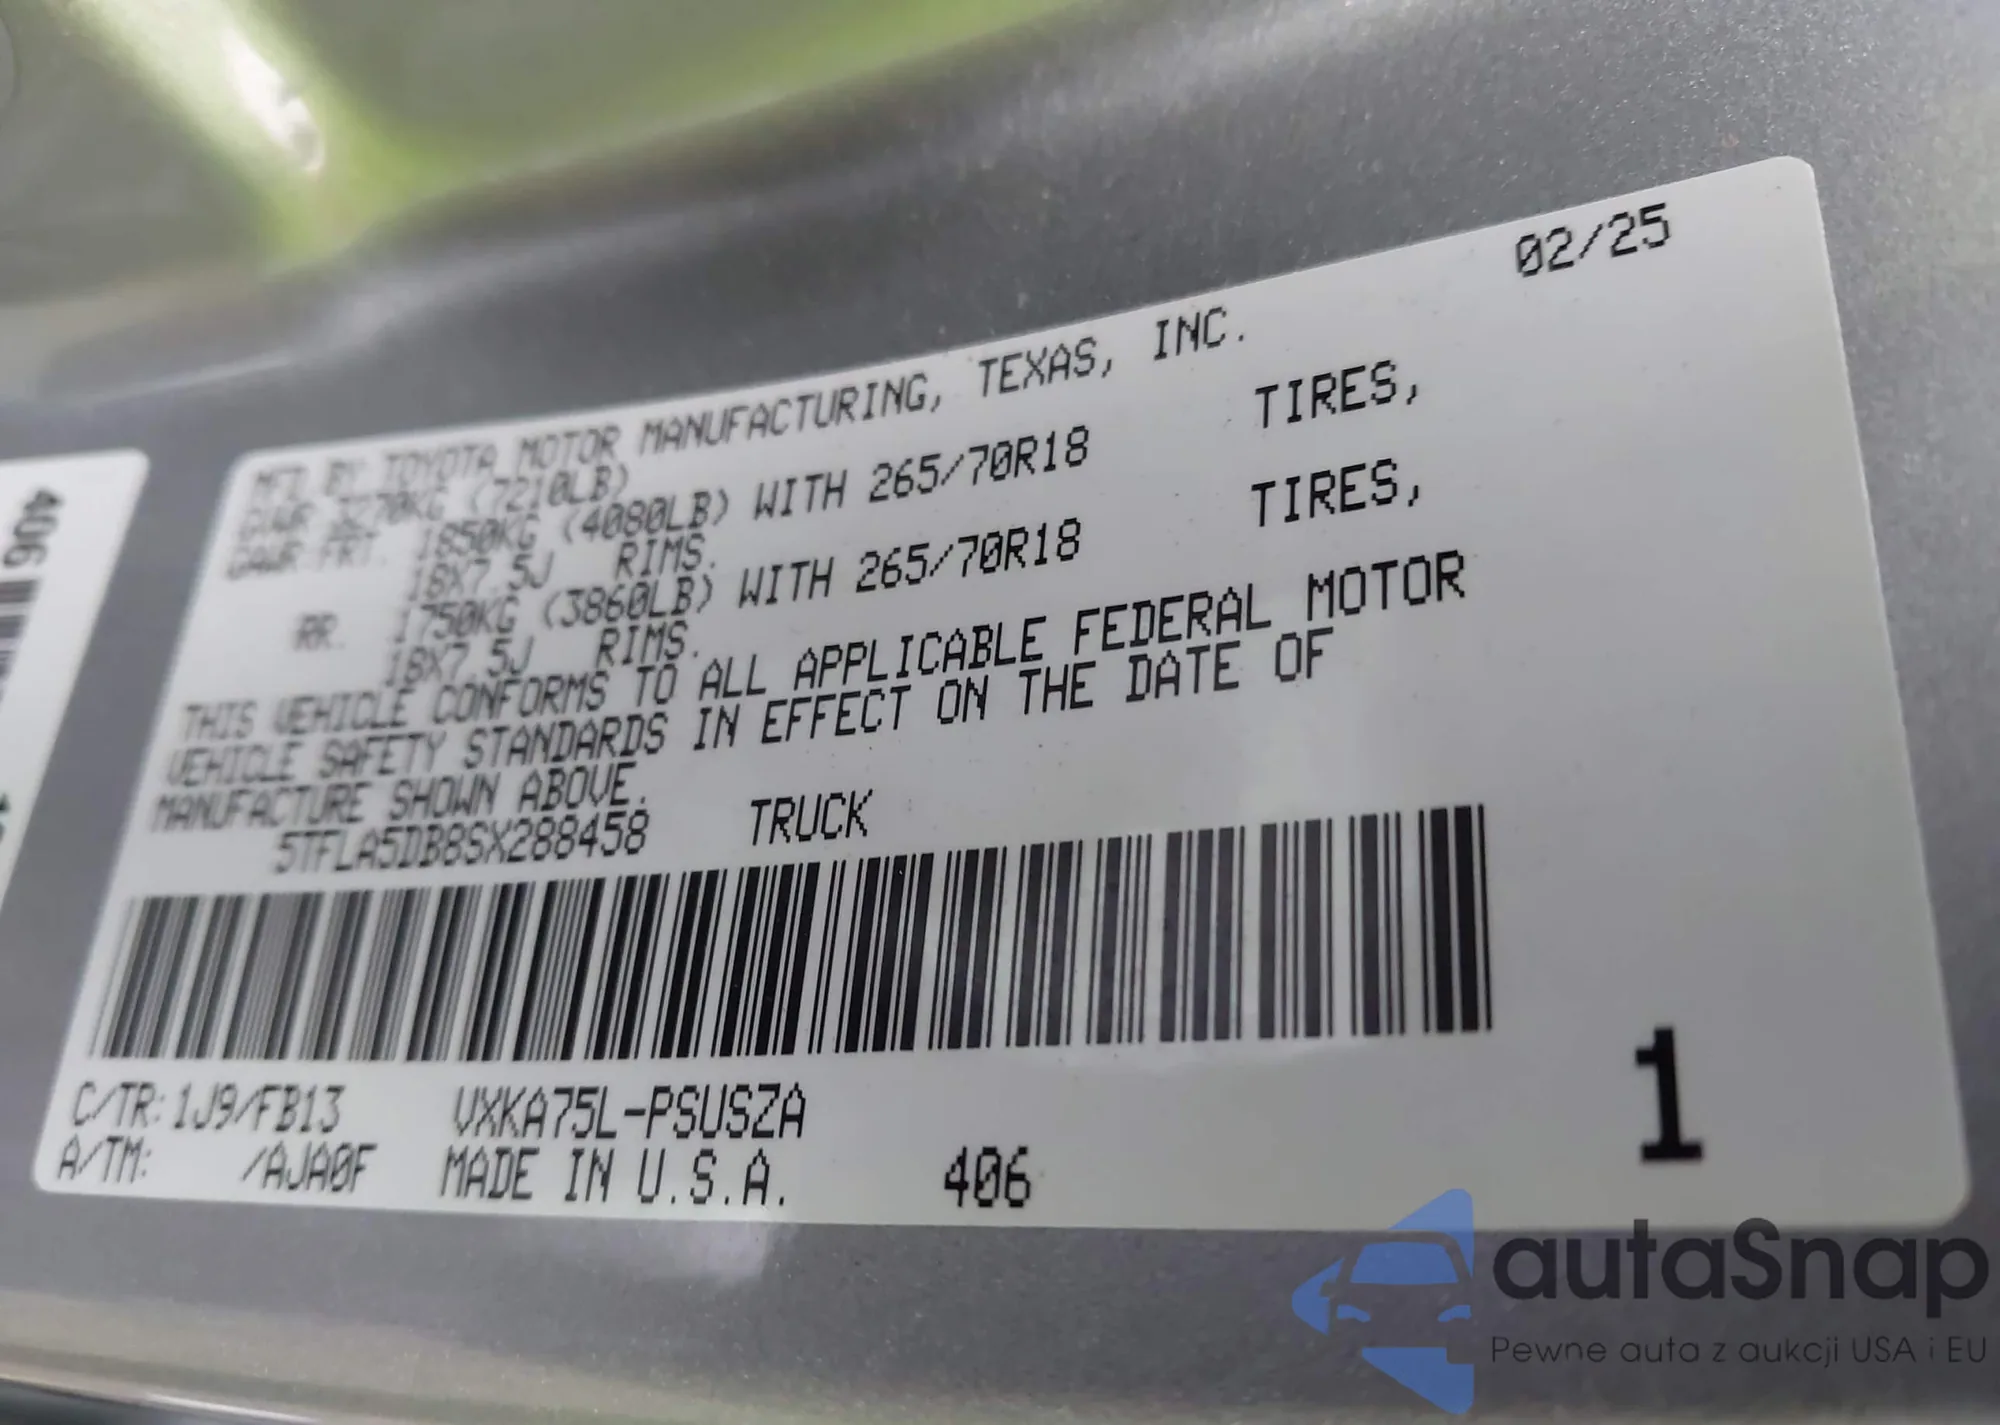 02/25
MFD BY TOYOTA MOTOR MANUFACTURING, TEXAS, INC.
GVWR 3270KG (7210LB)
GAWR FRT. 1850KG (4080LB) WITH 265/70R18 TIRES,
18X7.5J RIMS.
RR. 1750KG (3860LB) WITH 265/70R18 TIRES,
18X7.5J RIMS.
THIS VEHICLE CONFORMS TO ALL APPLICABLE FEDERAL MOTOR
VEHICLE SAFETY STANDARDS IN EFFECT ON THE DATE OF
MANUFACTURE SHOWN ABOVE.
5TFLA5DB8SX288458 TRUCK
C/TR: 1J9/FB13 VXKA75L-PSUSZA
A/TM: /AJA0F MADE IN U.S.A. 406
1
406
autaSnap
Pewne auta z aukcji USA i EU